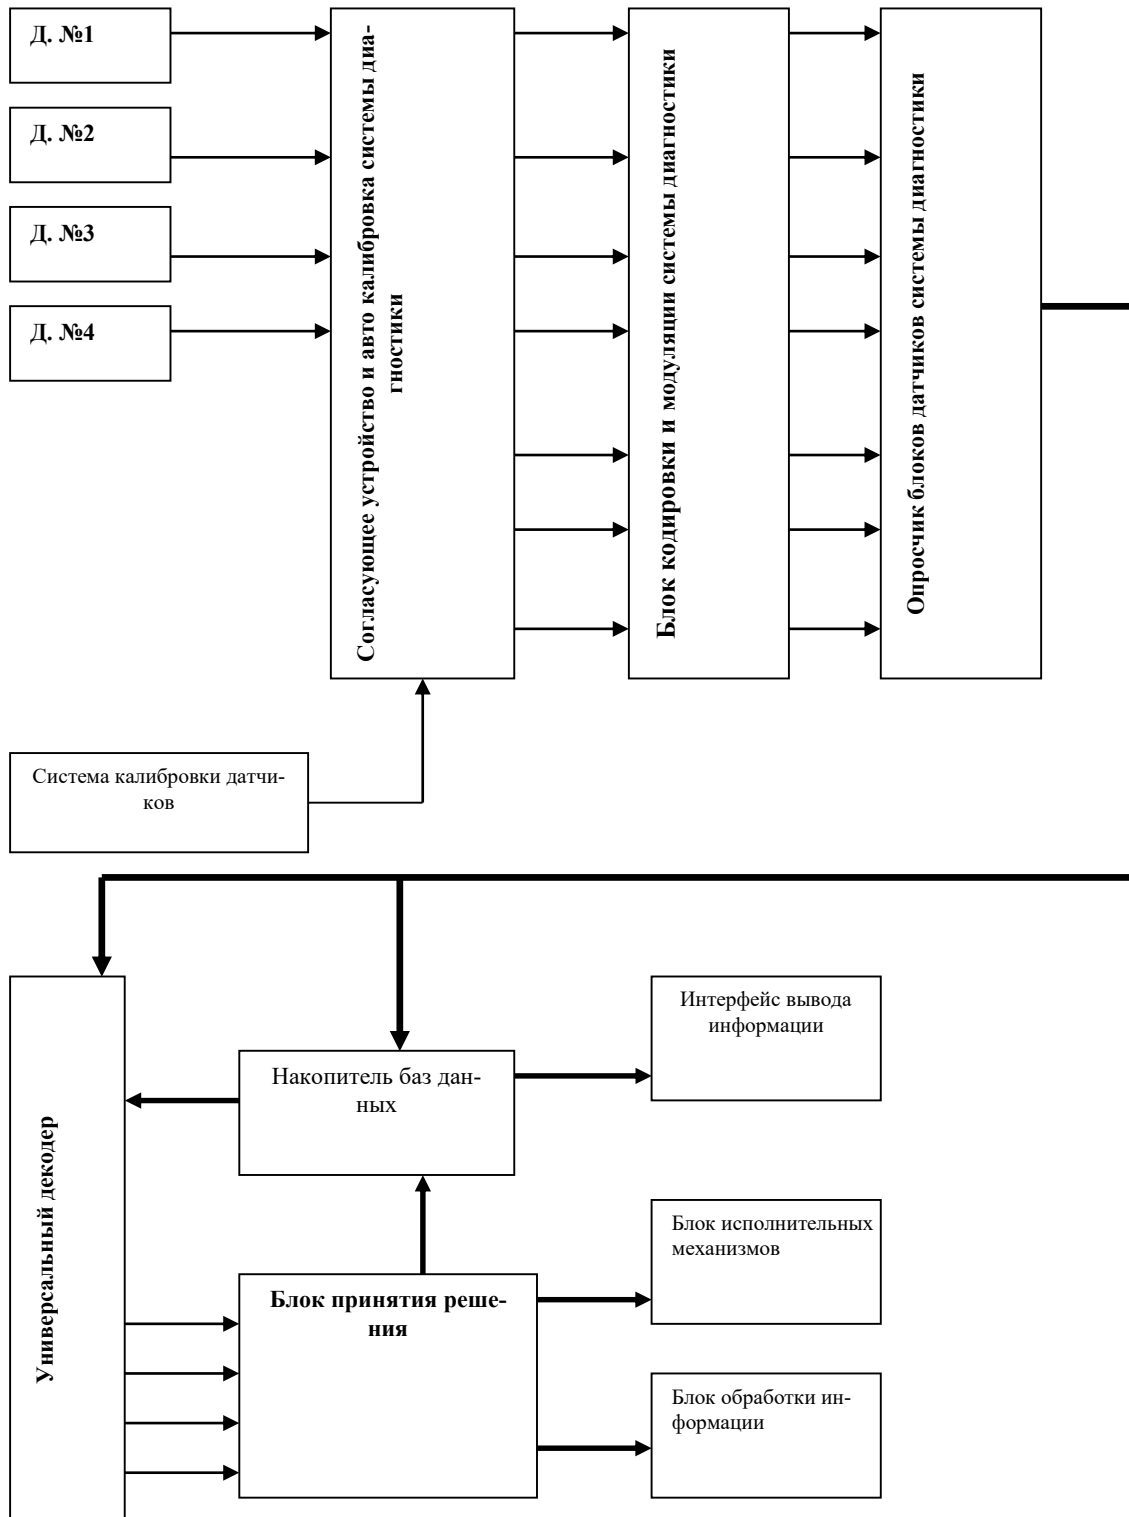 Д. №1
Д. №2
Д. №3
Д. №4
Согласующее устройство и авто калибровка системы диа-
гностики
Блок кодировки и модуляции системы диагностики
Опросчик блоков датчиков системы диагностики
Система калибровки датчи-
ков
Универсальный декодер
Накопитель баз дан-
ных
Интерфейс вывода
информации
Блок исполнительных
механизмов
Блок принятия реше-
ния
Блок обработки ин-
формации